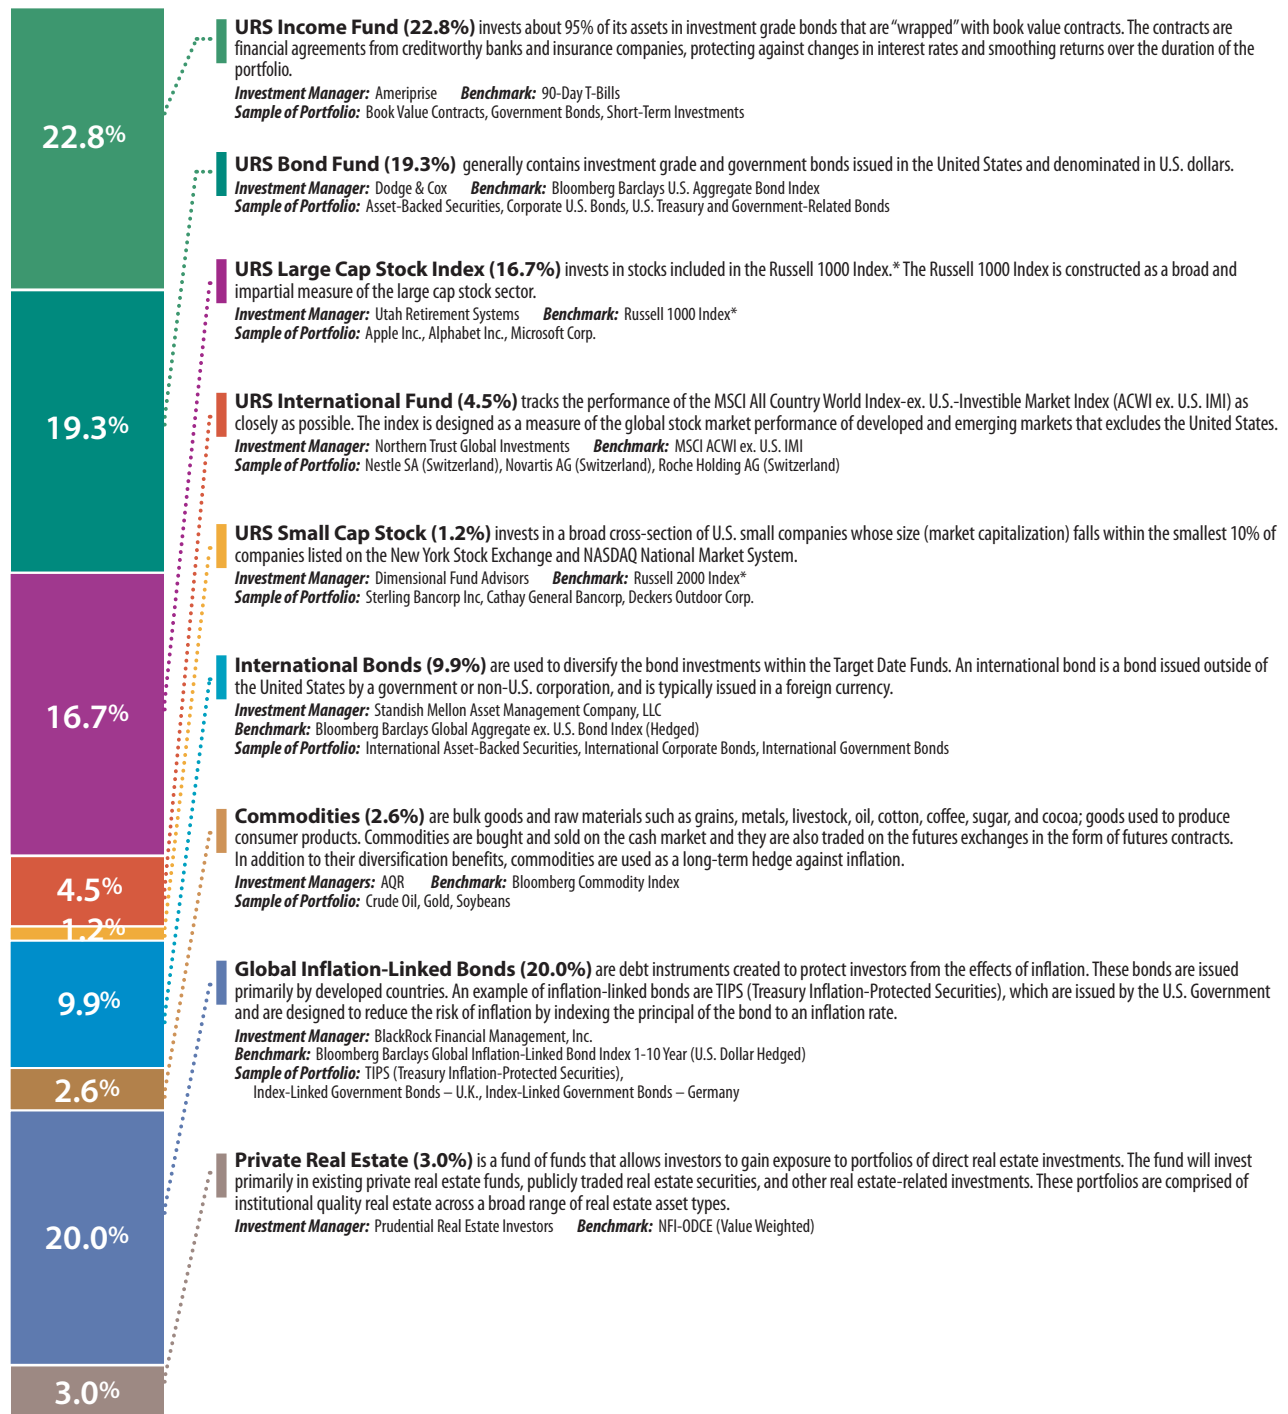 URS Income Fund (22.8%) invests about 95% of its assets in investment grade bonds that are “wrapped” with book value contracts. The contracts are
financial agreements from creditworthy banks and insurance companies, protecting against changes in interest rates and smoothing returns over the duration of the
portfolio.
Investment Manager: Ameriprise Benchmark: 90-Day T-Bills
Sample of Portfolio: Book Value Contracts, Government Bonds, Short-Term Investments
22.8%
URS Bond Fund (19.3%) generally contains investment grade and government bonds issued in the United States and denominated in U.S. dollars.
Investment Manager: Dodge & Cox Benchmark: Bloomberg Barclays U.S. Aggregate Bond Index
Sample of Portfolio: Asset-Backed Securities, Corporate U.S. Bonds, U.S. Treasury and Government-Related Bonds
URS Large Cap Stock Index (16.7%) invests in stocks included in the Russell 1000 Index.* The Russell 1000 Index is constructed as a broad and
impartial measure of the large cap stock sector.
Investment Manager: Utah Retirement Systems Benchmark: Russell 1000 Index*
Sample of Portfolio: Apple Inc., Alphabet Inc., Microsoft Corp.
19.3%
URS International Fund (4.5%) tracks the performance of the MSCI All Country World Index-ex. U.S.-Investible Market Index (ACWI ex. U.S. IMI) as
closely as possible. The index is designed as a measure of the global stock market performance of developed and emerging markets that excludes the United States.
Investment Manager: Northern Trust Global Investments Benchmark: MSCI ACWI ex. U.S. IMI
Sample of Portfolio: Nestle SA (Switzerland), Novartis AG (Switzerland), Roche Holding AG (Switzerland)
URS Small Cap Stock (1.2%) invests in a broad cross-section of U.S. small companies whose size (market capitalization) falls within the smallest 10% of
companies listed on the New York Stock Exchange and NASDAQ National Market System.
Investment Manager: Dimensional Fund Advisors Benchmark: Russell 2000 Index*
Sample of Portfolio: Sterling Bancorp Inc, Cathay General Bancorp, Deckers Outdoor Corp.
16.7%
International Bonds (9.9%) are used to diversify the bond investments within the Target Date Funds. An international bond is a bond issued outside of
the United States by a government or non-U.S. corporation, and is typically issued in a foreign currency.
Investment Manager: Standish Mellon Asset Management Company, LLC
Benchmark: Bloomberg Barclays Global Aggregate ex. U.S. Bond Index (Hedged)
Sample of Portfolio: International Asset-Backed Securities, International Corporate Bonds, International Government Bonds
Commodities (2.6%) are bulk goods and raw materials such as grains, metals, livestock, oil, cotton, coffee, sugar, and cocoa; goods used to produce
consumer products. Commodities are bought and sold on the cash market and they are also traded on the futures exchanges in the form of futures contracts.
In addition to their diversification benefits, commodities are used as a long-term hedge against inflation.
Investment Managers: AQR Benchmark: Bloomberg Commodity Index
Sample of Portfolio: Crude Oil, Gold, Soybeans
4.5%
1.2%
9.9%
Global Inflation-Linked Bonds (20.0%) are debt instruments created to protect investors from the effects of inflation. These bonds are issued
primarily by developed countries. An example of inflation-linked bonds are TIPS (Treasury Inflation-Protected Securities), which are issued by the U.S. Government
and are designed to reduce the risk of inflation by indexing the principal of the bond to an inflation rate.
Investment Manager: BlackRock Financial Management, Inc.
Benchmark: Bloomberg Barclays Global Inflation-Linked Bond Index 1-10 Year (U.S. Dollar Hedged)
Sample of Portfolio: TIPS (Treasury Inflation-Protected Securities),
Index-Linked Government Bonds – U.K., Index-Linked Government Bonds – Germany
2.6%
Private Real Estate (3.0%) is a fund of funds that allows investors to gain exposure to portfolios of direct real estate investments. The fund will invest
primarily in existing private real estate funds, publicly traded real estate securities, and other real estate-related investments. These portfolios are comprised of
institutional quality real estate across a broad range of real estate asset types.
Investment Manager: Prudential Real Estate Investors Benchmark: NFI-ODCE (Value Weighted)
20.0%
3.0%